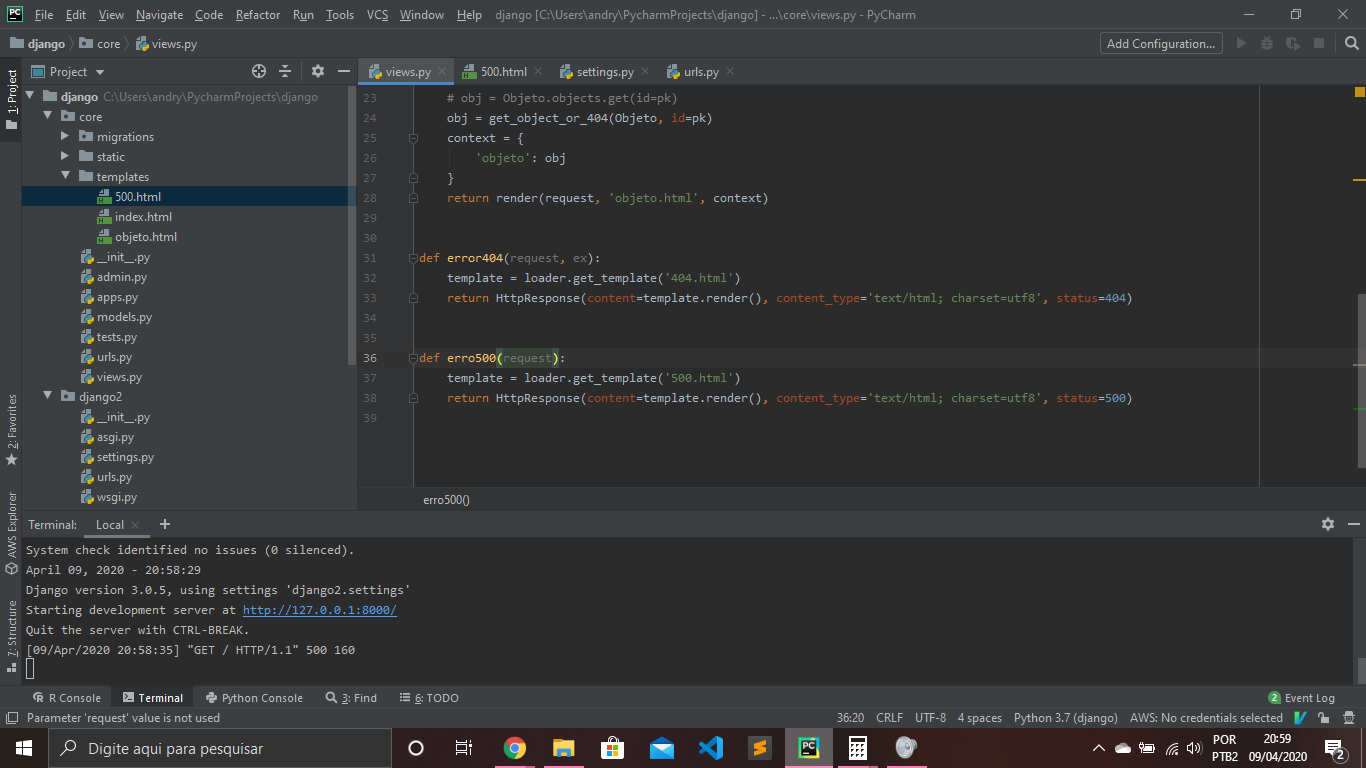 PC File Edit View Navigate Code Refactor Run Tools VCS Window Help django [C:\Users\andry\PycharmProjects\django] - ...\core\views.py - PyCharm
django core views.py Add Configuration...
1: Project
Project
views.py 500.html settings.py urls.py
django C:\Users\andry\PycharmProjects\django
core
migrations
static
templates
500.html
index.html
objeto.html
__init__.py
admin.py
apps.py
models.py
tests.py
urls.py
views.py
django2
__init__.py
asgi.py
settings.py
urls.py
wsgi.py
23 # obj = Objeto.objects.get(id=pk)
24 obj = get_object_or_404(Objeto, id=pk)
25 context = {
26 'objeto': obj
27 }
28 return render(request, 'objeto.html', context)
29
30
31 def error404(request, ex):
32 template = loader.get_template('404.html')
33 return HttpResponse(content=template.render(), content_type='text/html; charset=utf8', status=404)
34
35
36 def erro500(request):
37 template = loader.get_template('500.html')
38 return HttpResponse(content=template.render(), content_type='text/html; charset=utf8', status=500)
39
erro500()
2: Favorites
AWS Explorer
7: Structure
Terminal: Local
System check identified no issues (0 silenced).
April 09, 2020 - 20:58:29
Django version 3.0.5, using settings 'django2.settings'
Starting development server at http://127.0.0.1:8000/
Quit the server with CTRL-BREAK.
[09/Apr/2020 20:58:35] "GET / HTTP/1.1" 500 160
R Console Terminal Python Console 3: Find 6: TODO 2 Event Log
Parameter 'request' value is not used 36:20 CRLF UTF-8 4 spaces Python 3.7 (django) AWS: No credentials selected
Digite aqui para pesquisar
PC
POR
PTB2
20:59
09/04/2020
2